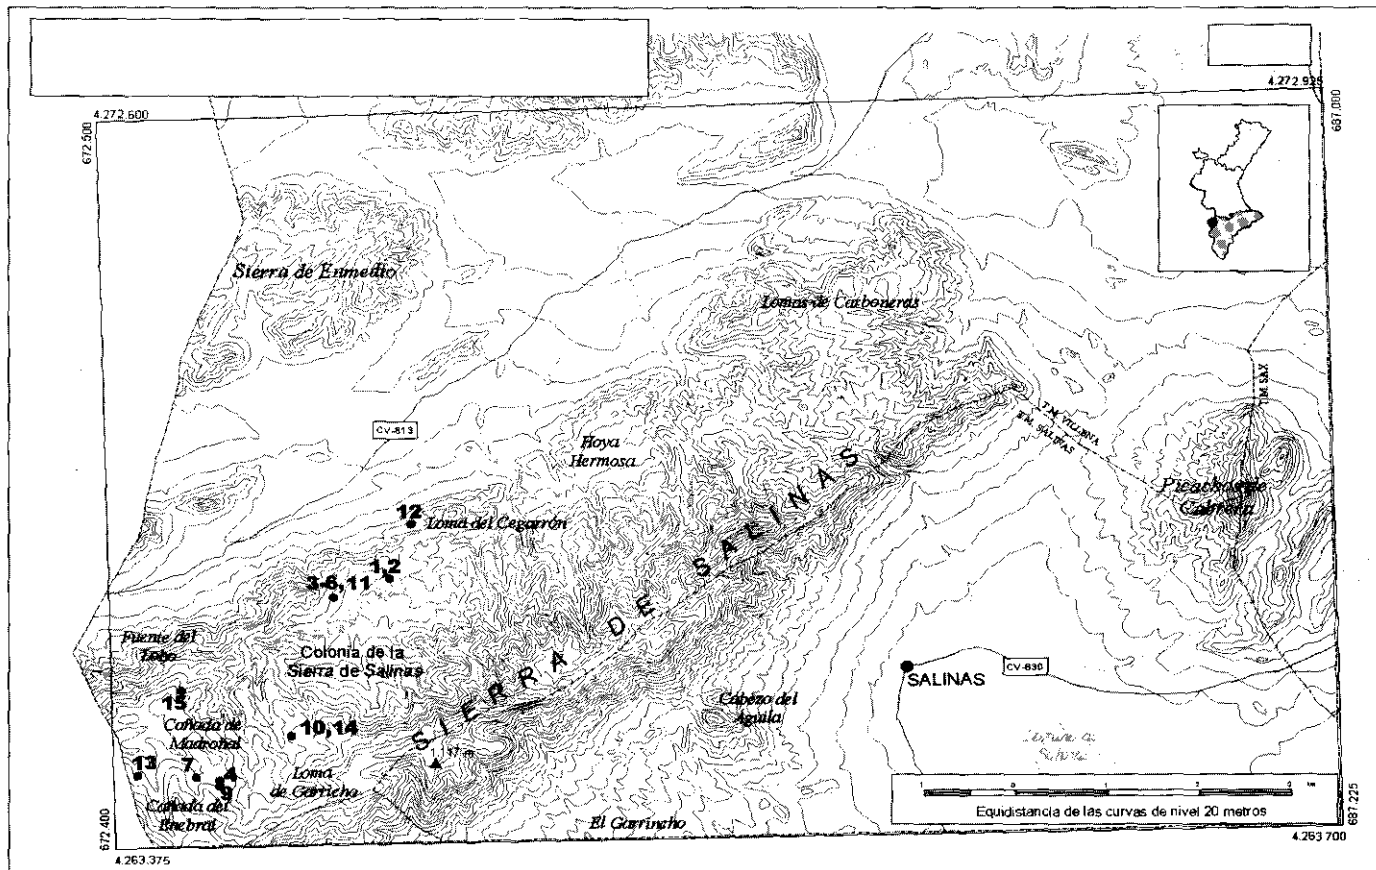 4.272.925
4.272.600
672.500
687.000
Sierra de Enmedio
Lomas de Carboneras
T.M. SAX
T.M. VILLENA
T.M. SALINAS
CV-813
Hoya
Hermosa
Picachos de
Cabrera
12
Loma del Cegarrón
1,2
3-6,11
SIERRA DE SALINAS
Fuente del
Lobo
Colonia de la
Sierra de Salinas
CV-830
SALINAS
15
Cañada de
Madroñal
10,14
Cabezo del
Aguila
13
7
4
9
Loma
de Garricho
Cañada del
Enebral
El Garrincho
Equidistancia de las curvas de nivel 20 metros
672.400
687.225
4.263.375
4.263.700